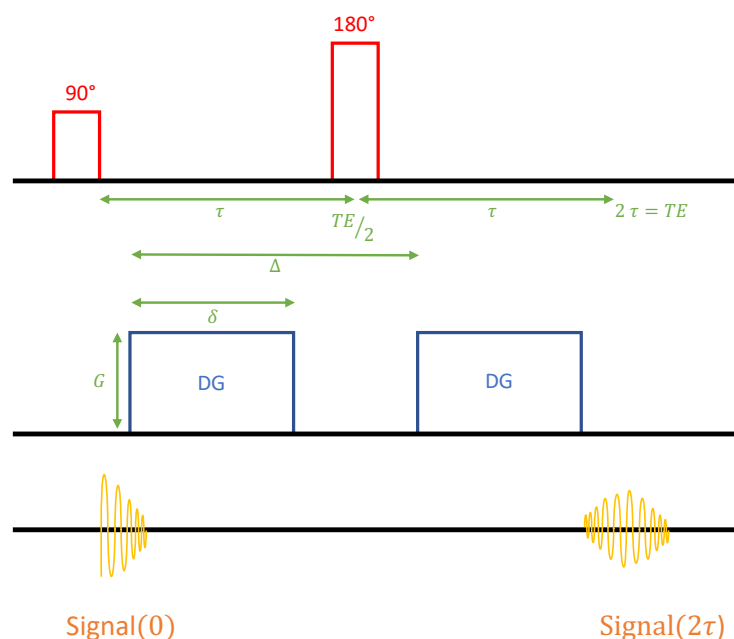 180°
90°
τ
TE/2
τ
2 τ = TE
Δ
δ
G
DG
DG
Signal(0)
Signal(2τ)